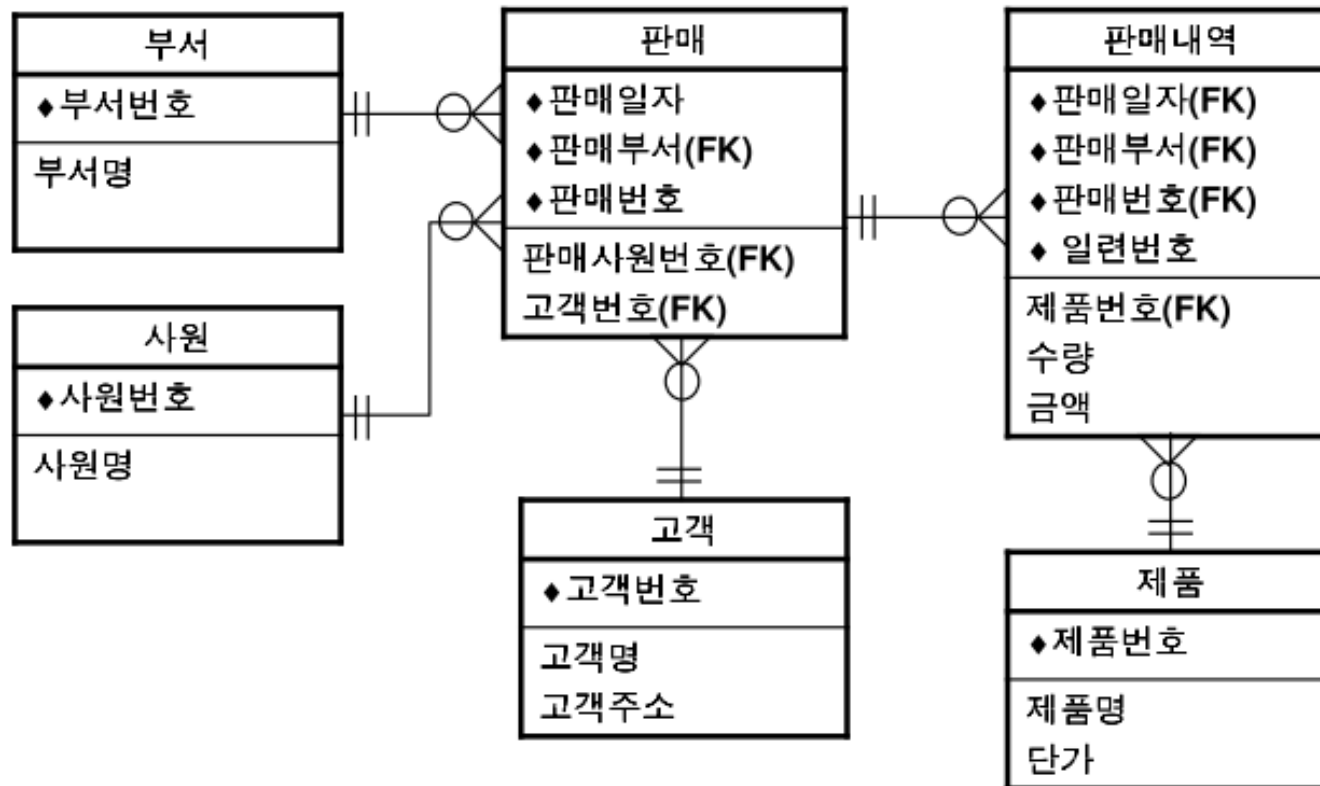 부서
♦부서번호
부서명
사원
♦사원번호
사원명
판매
♦판매일자
♦판매부서(FK)
♦판매번호
판매사원번호(FK)
고객번호(FK)
고객
♦고객번호
고객명
고객주소
판매내역
♦판매일자(FK)
♦판매부서(FK)
♦판매번호(FK)
♦ 일련번호
제품번호(FK)
수량
금액
제품
♦제품번호
제품명
단가